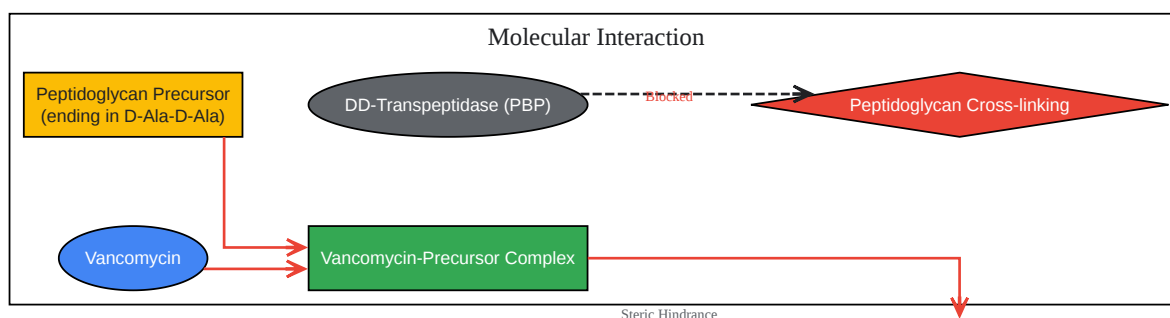 Molecular Interaction
Peptidoglycan Precursor
(ending in D-Ala-D-Ala)
DD-Transpeptidase (PBP)
Blocked
Peptidoglycan Cross-linking
Vancomycin
Vancomycin-Precursor Complex
Steric Hindrance